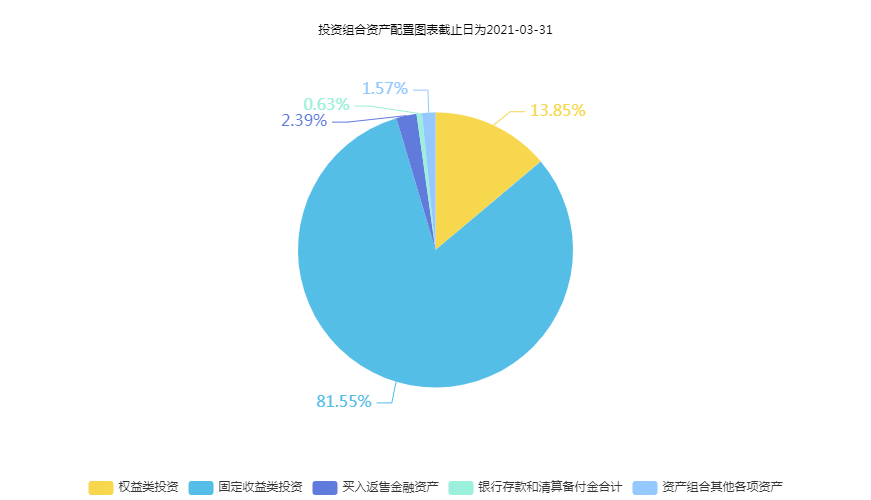 投资组合资产配置图表截止日为2021-03-31
1.57%
0.63%
13.85%
2.39%
81.55%
权益类投资 固定收益类投资 买入返售金融资产 银行存款和清算备付金合计 资产组合其他各项资产